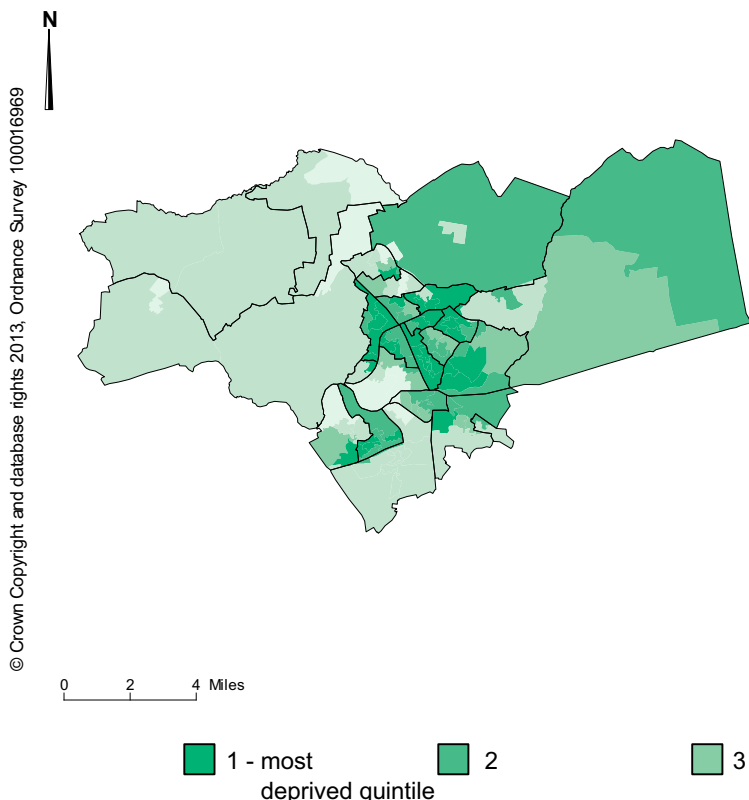 N
© Crown Copyright and database rights 2013, Ordnance Survey 100016969
0 2 4 Miles
1 - most
deprived quintile
2
3